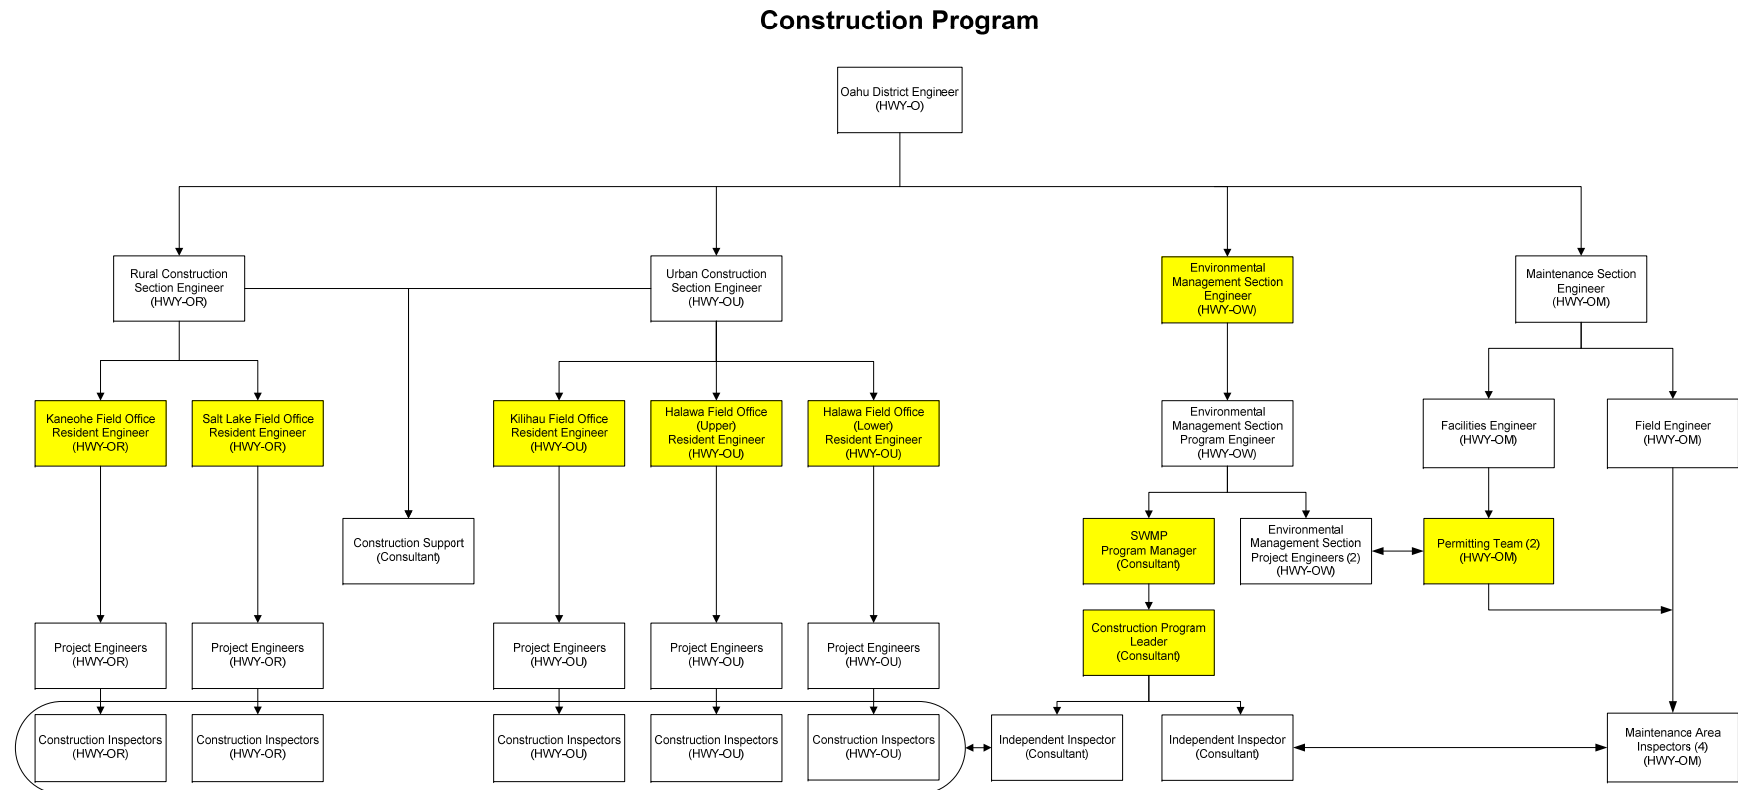 Construction Program
Oahu District Engineer
(HWY-O)
Rural Construction
Section Engineer
(HWY-OR)
Urban Construction
Section Engineer
(HWY-OU)
Environmental
Management Section
Engineer
(HWY-OW)
Maintenance Section
Engineer
(HWY-OM)
Kaneohe Field Office
Resident Engineer
(HWY-OR)
Salt Lake Field Office
Resident Engineer
(HWY-OR)
Kilihau Field Office
Resident Engineer
(HWY-OU)
Halawa Field Office
(Upper)
Resident Engineer
(HWY-OU)
Halawa Field Office
(Lower)
Resident Engineer
(HWY-OU)
Environmental
Management Section
Program Engineer
(HWY-OW)
Facilities Engineer
(HWY-OM)
Field Engineer
(HWY-OM)
Construction Support
(Consultant)
SWMP
Program Manager
(Consultant)
Environmental
Management Section
Project Engineers (2)
(HWY-OW)
Permitting Team (2)
(HWY-OM)
Project Engineers
(HWY-OR)
Project Engineers
(HWY-OR)
Project Engineers
(HWY-OU)
Project Engineers
(HWY-OU)
Project Engineers
(HWY-OU)
Construction Program
Leader
(Consultant)
Construction Inspectors
(HWY-OR)
Construction Inspectors
(HWY-OR)
Construction Inspectors
(HWY-OU)
Construction Inspectors
(HWY-OU)
Construction Inspectors
(HWY-OU)
Independent Inspector
(Consultant)
Independent Inspector
(Consultant)
Maintenance Area
Inspectors (4)
(HWY-OM)